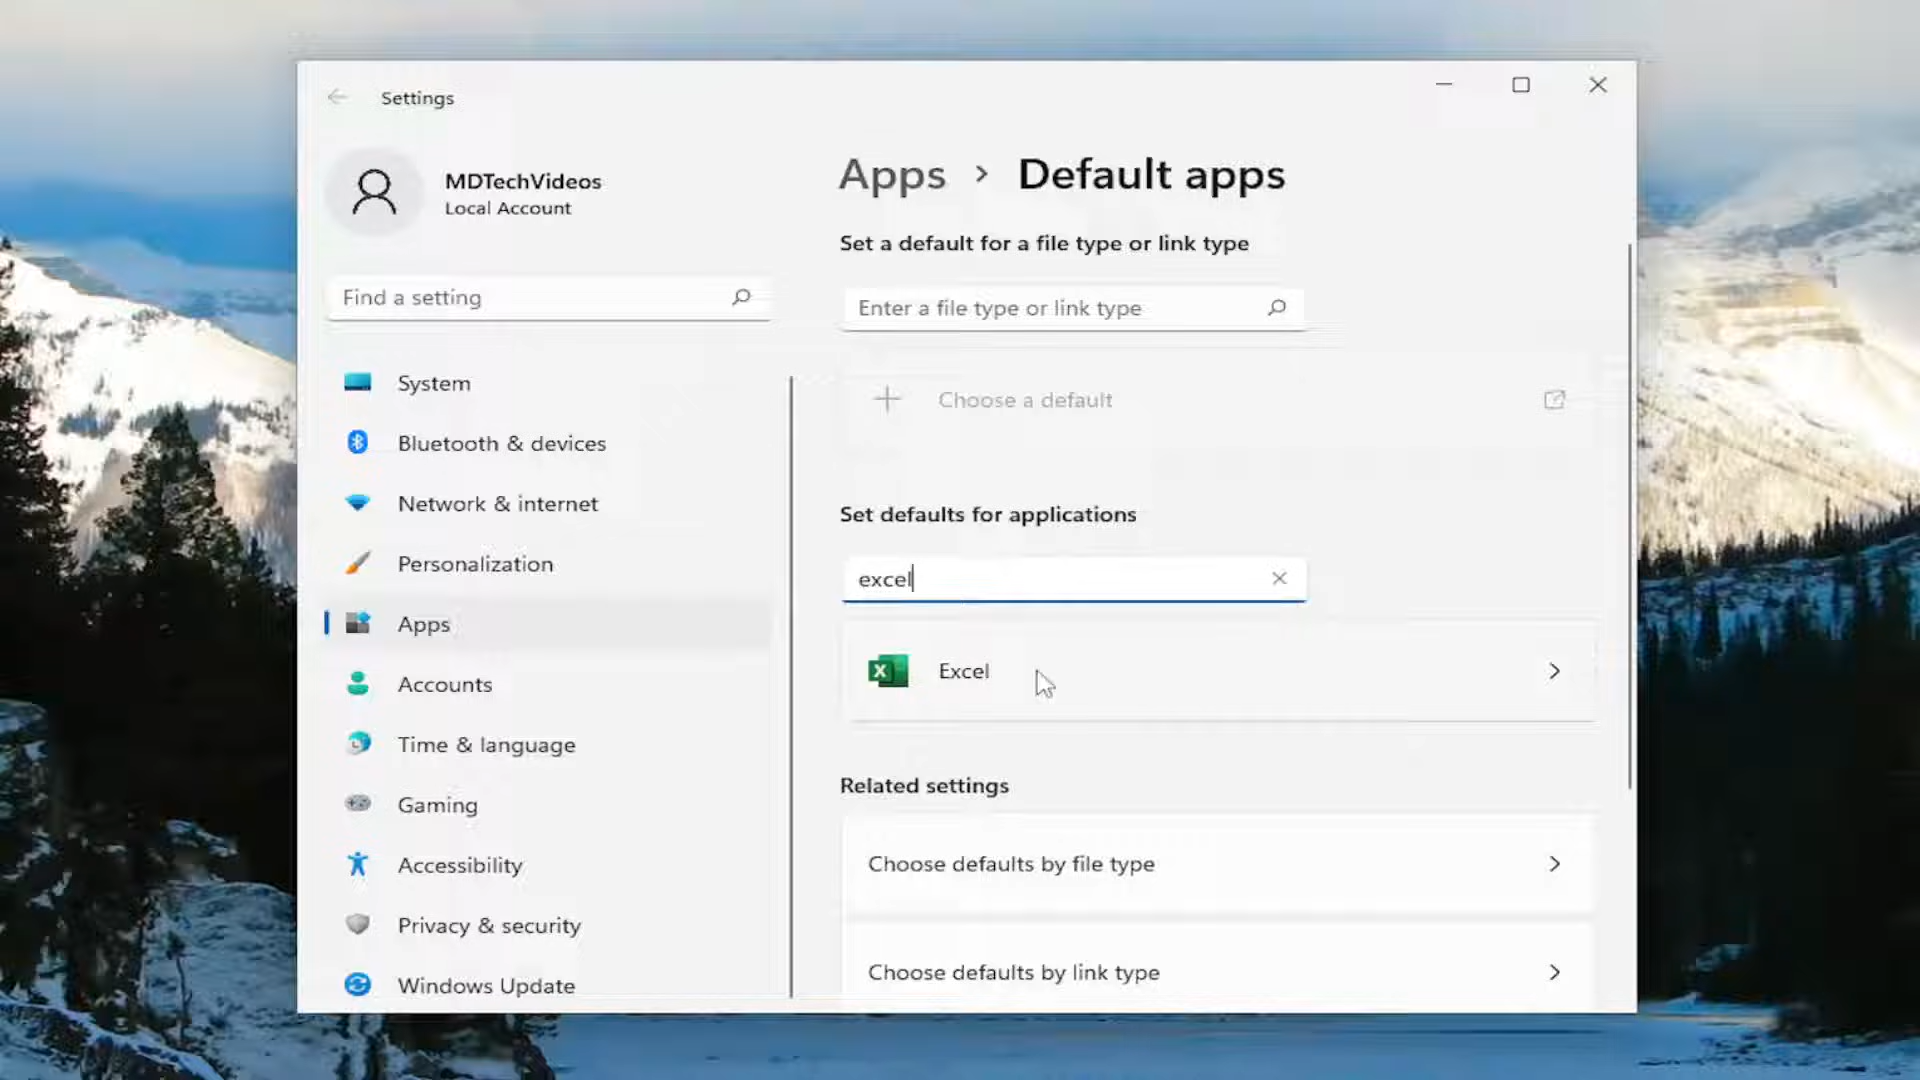 Settings
MDTechVideos
Local Account
Find a setting
System
Bluetooth & devices
Network & internet
Personalization
Apps
Accounts
Time & language
Gaming
Accessibility
Privacy & security
Windows Update
Apps > Default apps
Set a default for a file type or link type
Enter a file type or link type
Choose a default
Set defaults for applications
excel
Excel
Related settings
Choose defaults by file type
Choose defaults by link type